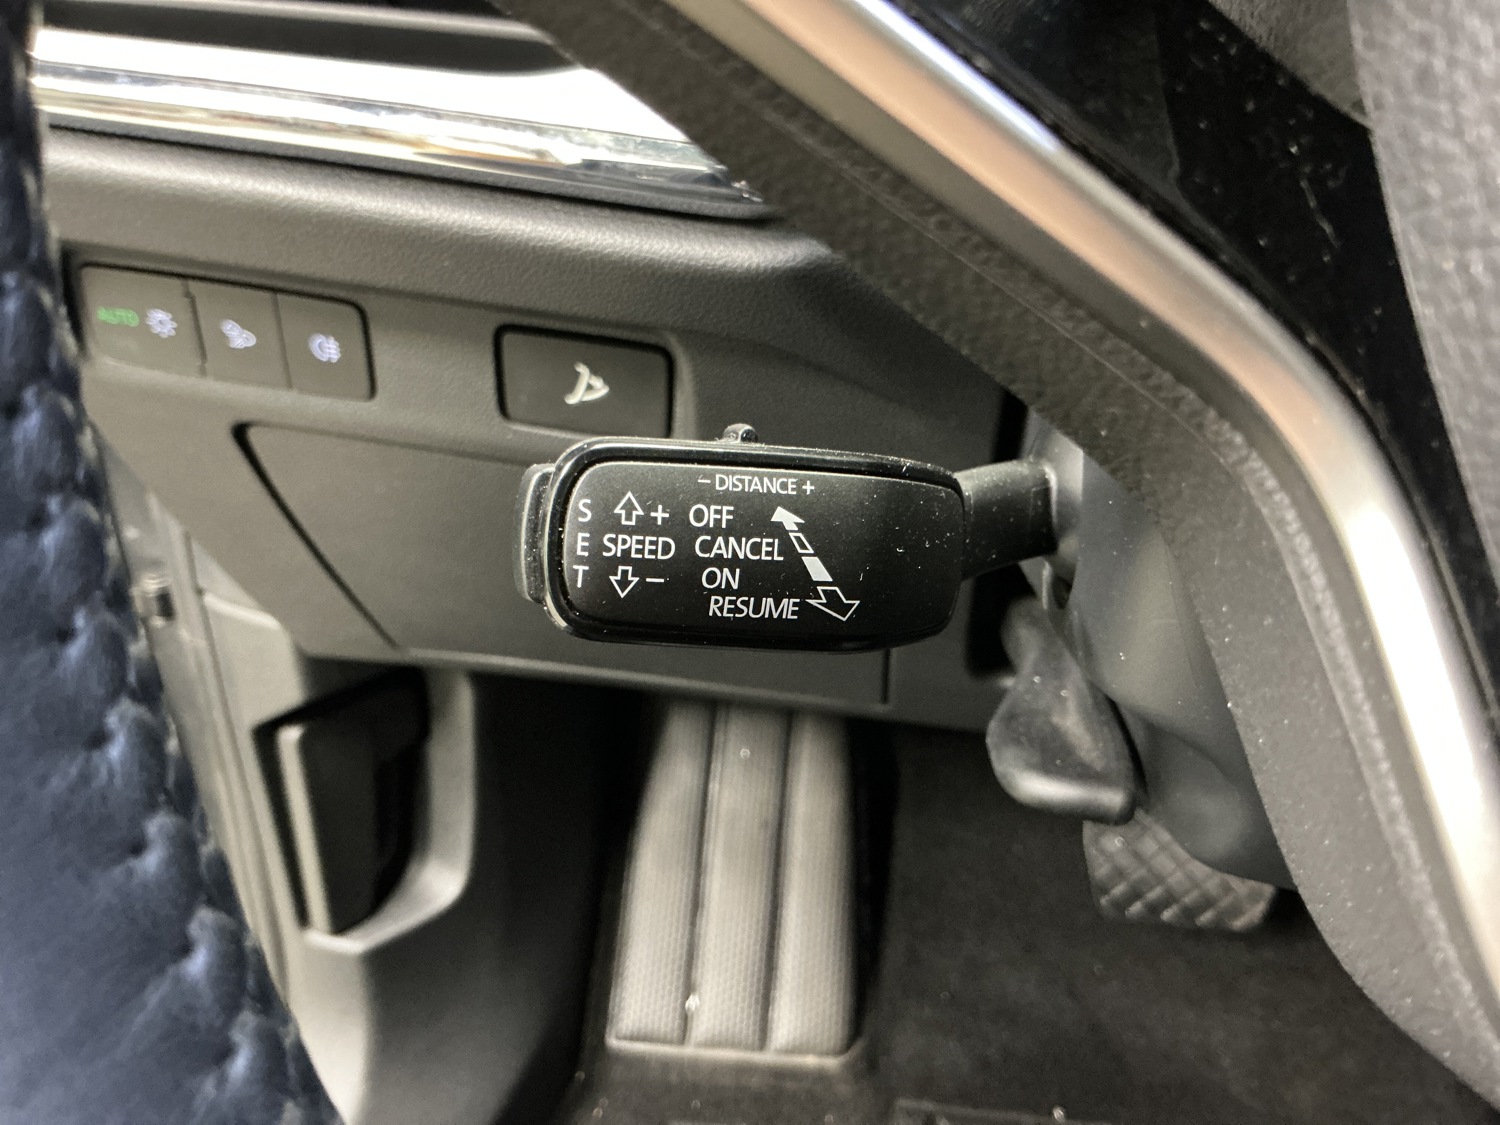 AUTO
- DISTANCE +
S + OFF
E SPEED CANCEL
T - ON
RESUME